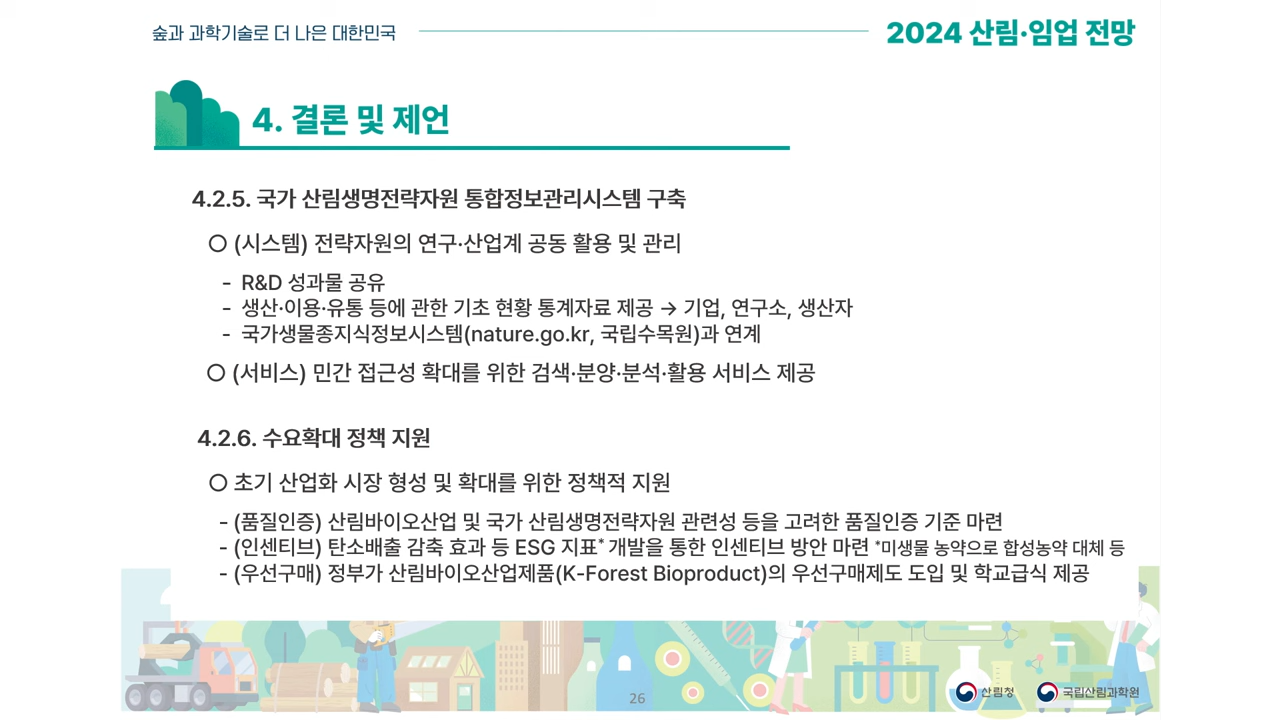 숲과 과학기술로 더 나은 대한민국
2024 산림·임업 전망
4. 결론 및 제언
4.2.5. 국가 산림생명전략자원 통합정보관리시스템 구축
○ (시스템) 전략자원의 연구·산업계 공동 활용 및 관리
- R&D 성과물 공유
- 생산·이용·유통 등에 관한 기초 현황 통계자료 제공 → 기업, 연구소, 생산자
- 국가생물종지식정보시스템(nature.go.kr, 국립수목원)과 연계
○ (서비스) 민간 접근성 확대를 위한 검색·분양·분석·활용 서비스 제공
4.2.6. 수요확대 정책 지원
○ 초기 산업화 시장 형성 및 확대를 위한 정책적 지원
- (품질인증) 산림바이오산업 및 국가 산림생명전략자원 관련성 등을 고려한 품질인증 기준 마련
- (인센티브) 탄소배출 감축 효과 등 ESG 지표* 개발을 통한 인센티브 방안 마련 *미생물 농약으로 합성농약 대체 등
- (우선구매) 정부가 산림바이오산업제품(K-Forest Bioproduct)의 우선구매제도 도입 및 학교급식 제공
26
산림청
국립산림과학원